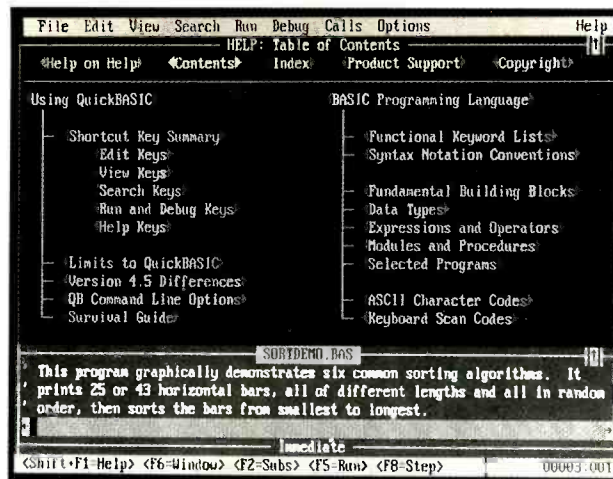 File Edit View Search Run Debug Calls Options Help
HELP: Table of Contents
Help on Help Contents Index Product Support Copyright
Using QuickBASIC
Shortcut Key Summary
Edit Keys
View Keys
Search Keys
Run and Debug Keys
Help Keys
Limits to QuickBASIC
Version 4.5 Differences
QB Command Line Options
Survival Guide
BASIC Programming Language
Functional Keyword Lists
Syntax Notation Conventions
Fundamental Building Blocks
Data Types
Expressions and Operators
Modules and Procedures
Selected Programs
ASCII Character Codes
Keyboard Scan Codes
SORTDEMO.BAS
' This program graphically demonstrates six common sorting algorithms. It
' prints 25 or 43 horizontal bars, all of different lengths and all in random
' order, then sorts the bars from smallest to longest.
Immediate
<Shift+F1=Help> <F6=Window> <F2=Subs> <F5=Run> <F8=Step> 00003:001